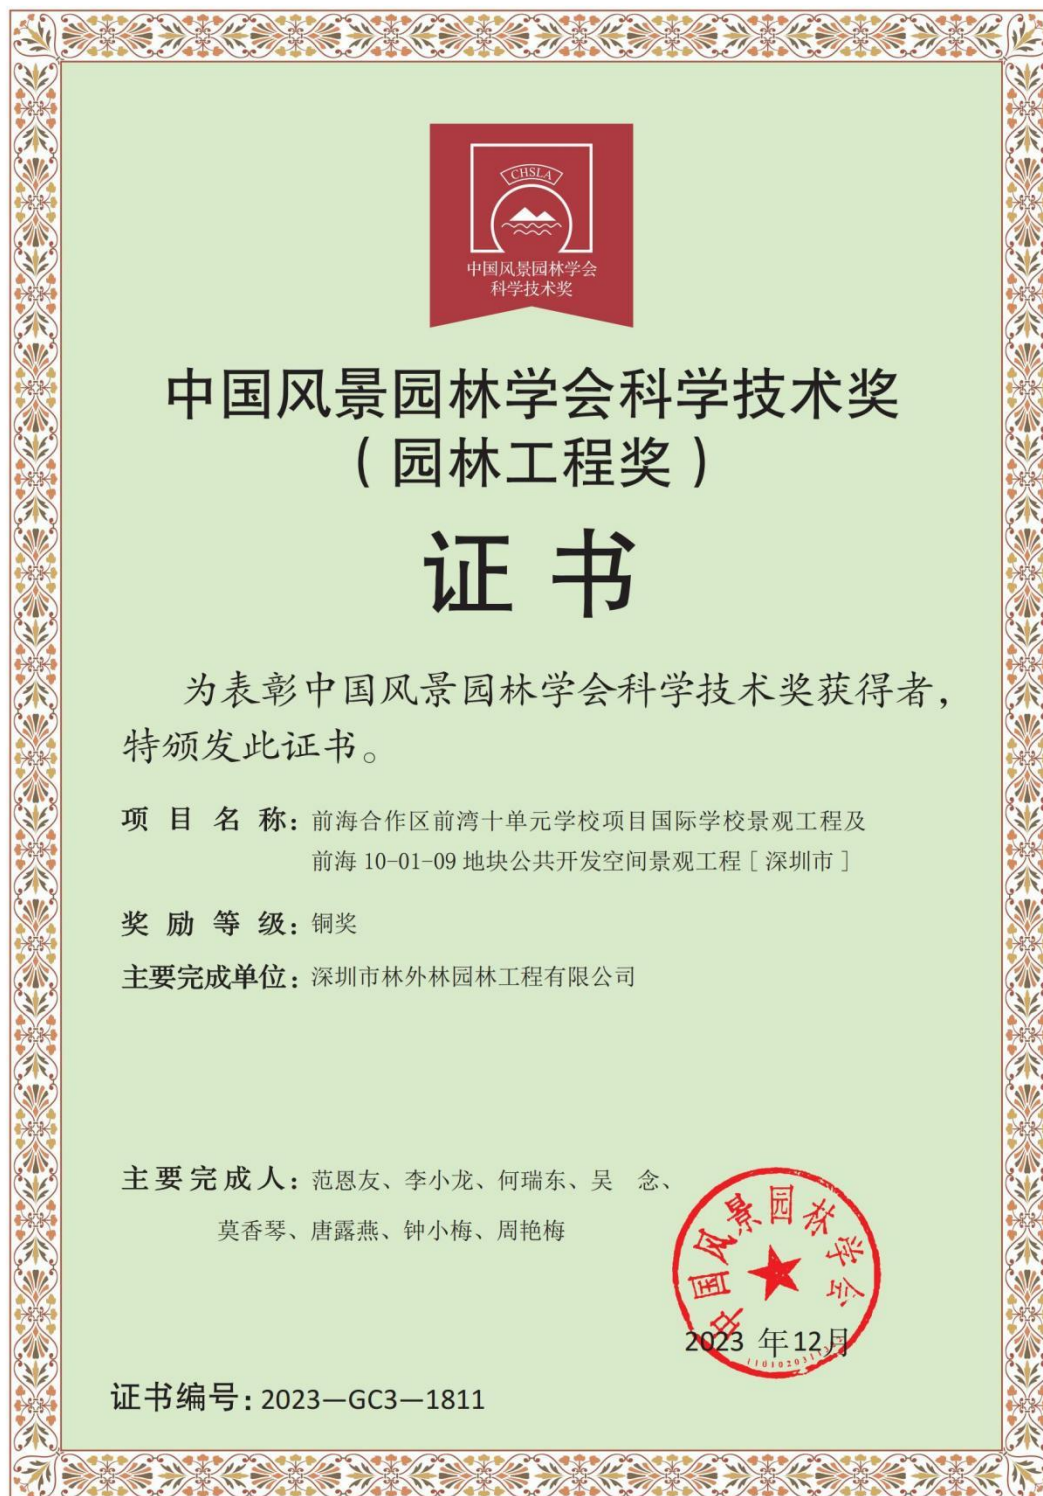 CHSLA
中国风景园林学会
科学技术奖
中国风景园林学会科学技术奖
（园林工程奖）
证书
为表彰中国风景园林学会科学技术奖获得者，
特颁发此证书。
项目名称：前海合作区前湾十单元学校项目国际学校景观工程及
前海 10-01-09 地块公共开发空间景观工程［深圳市］
奖励等级：铜奖
主要完成单位：深圳市林外林园林工程有限公司
主要完成人：范恩友、李小龙、何瑞东、吴　念、
莫香琴、唐露燕、钟小梅、周艳梅
中国风景园林学会
2023 年12月
证书编号：2023—GC3—1811